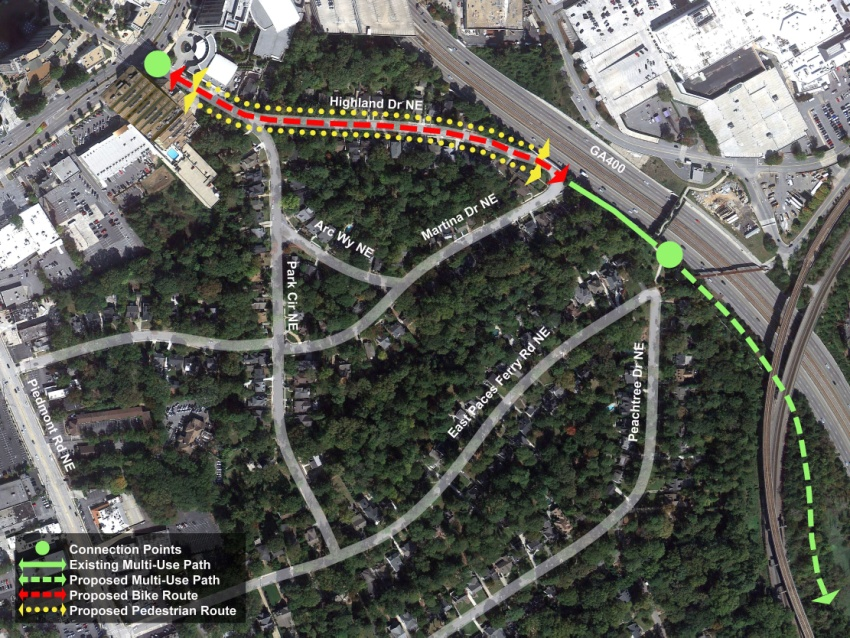 Highland Dr NE
GA400
Martina Dr NE
Arc Wy NE
Park Cir NE
East Paces Ferry Rd NE
Peachtree Dr NE
Piedmont Rd NE
Connection Points
Existing Multi-Use Path
Proposed Multi-Use Path
Proposed Bike Route
Proposed Pedestrian Route